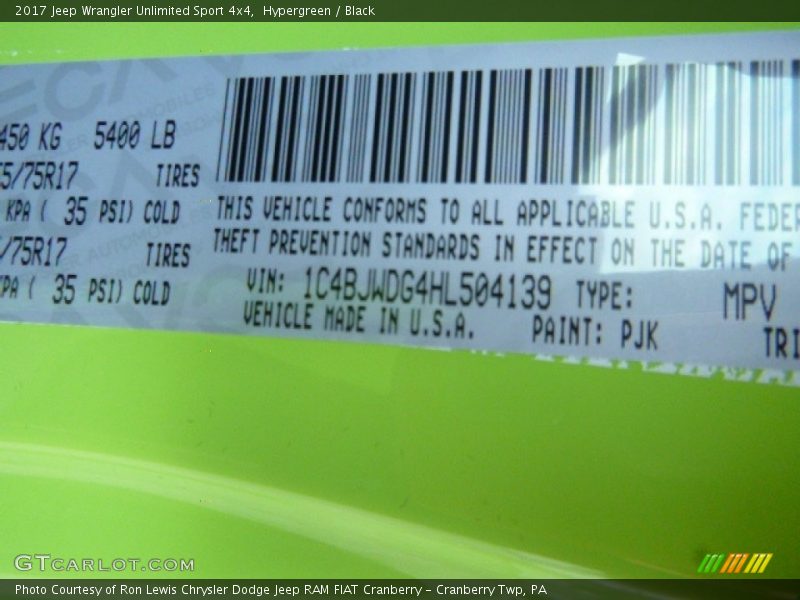 2017 Jeep Wrangler Unlimited Sport 4x4, Hypergreen / Black
450 KG 5400 LB
5/75R17 TIRES
KPA ( 35 PSI) COLD
/75R17 TIRES
KPA ( 35 PSI) COLD
THIS VEHICLE CONFORMS TO ALL APPLICABLE U.S.A. FEDER
THEFT PREVENTION STANDARDS IN EFFECT ON THE DATE OF
VIN: 1C4BJWDG4HL504139 TYPE: MPV
VEHICLE MADE IN U.S.A. PAINT: PJK
TRI
GTCARLOT.COM
Photo Courtesy of Ron Lewis Chrysler Dodge Jeep RAM FIAT Cranberry – Cranberry Twp, PA